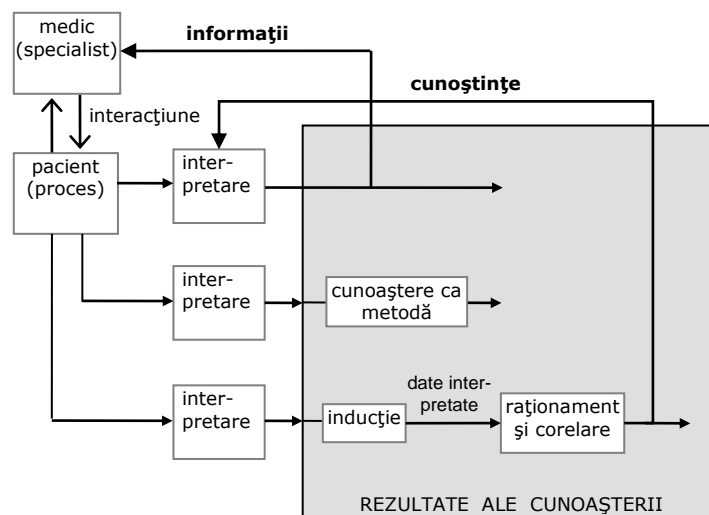 medic
(specialist)
informaţii
cunoştinţe
interacţiune
pacient
(proces)
inter-
pretare
inter-
pretare
cunoaştere ca
metodă
inter-
pretare
inducţie
date inter-
pretate
raţionament
şi corelare
REZULTATE ALE CUNOAŞTERII